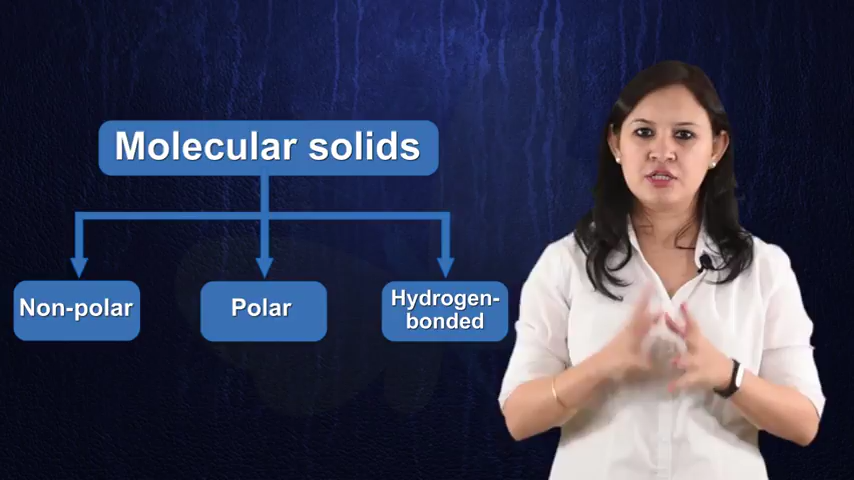 Molecular solids
Non-polar
Polar
Hydrogen-
bonded